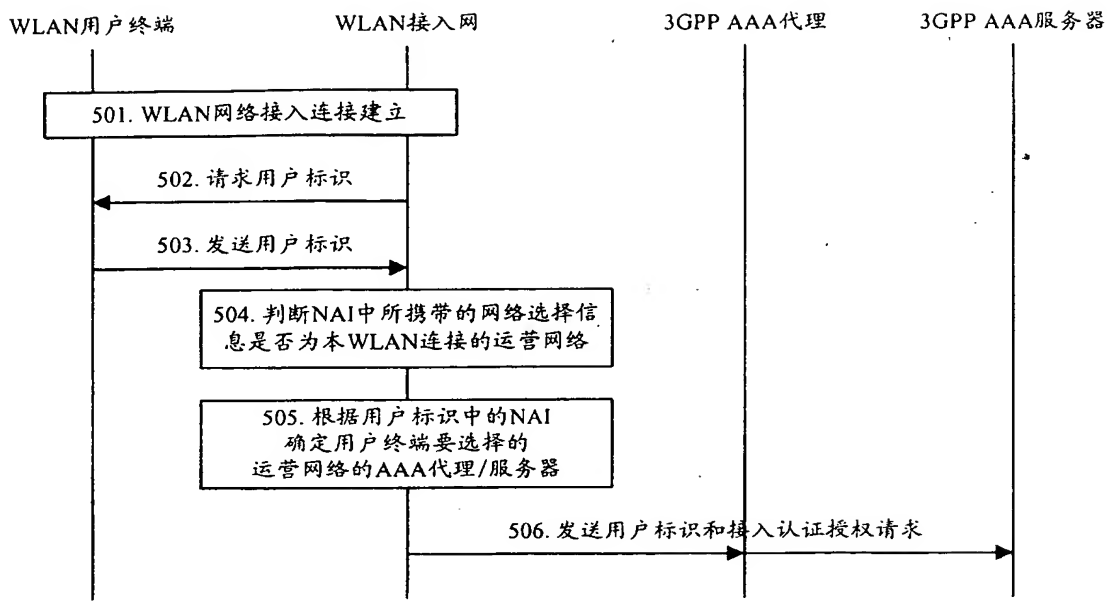 WLAN用户终端
WLAN接入网
3GPP AAA代理
3GPP AAA服务器
501. WLAN网络接入连接建立
502. 请求用户标识
503. 发送用户标识
504. 判断NAI中所携带的网络选择信
息是否为本WLAN连接的运营网络
505. 根据用户标识中的NAI
确定用户终端要选择的
运营网络的AAA代理/服务器
506. 发送用户标识和接入认证授权请求